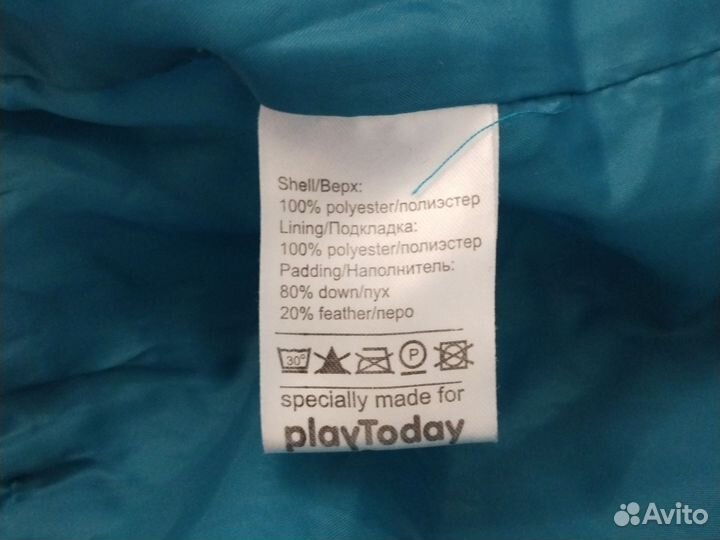 Shell/Верх:
100% polyester/полиэстер
Lining/Подкладка:
100% polyester/полиэстер
Padding/Наполнитель:
80% down/пух
20% feather/перо
30° P
specially made for
playToday
Avito